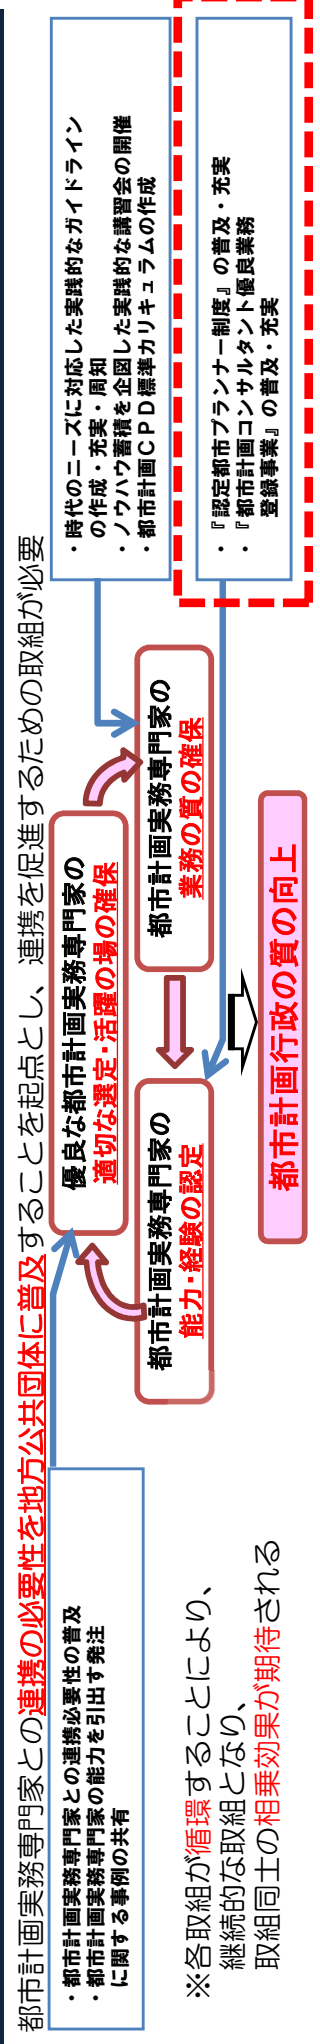 都市計画実務専門家との連携の必要性を地方公共団体に普及することを起点とし、連携を促進するための取組が必要
・都市計画実務専門家との連携必要性の普及
・都市計画実務専門家の能力を引出す発注
に関する事例の共有
優良な都市計画実務専門家の
適切な選定・活躍の場の確保
・時代のニーズに対応した実践的なガイドライン
の作成・充実・周知
・ノウハウ蓄積を企図した実践的な講習会の開催
・都市計画ＣＰＤ標準カリキュラムの作成
都市計画実務専門家の
能力・経験の認定
都市計画実務専門家の
業務の質の確保
・『認定都市プランナー制度』の普及・充実
・『都市計画コンサルタント優良業務
登録事業』の普及・充実
※各取組が循環することにより、
継続的な取組となり、
取組同士の相乗効果が期待される
都市計画行政の質の向上